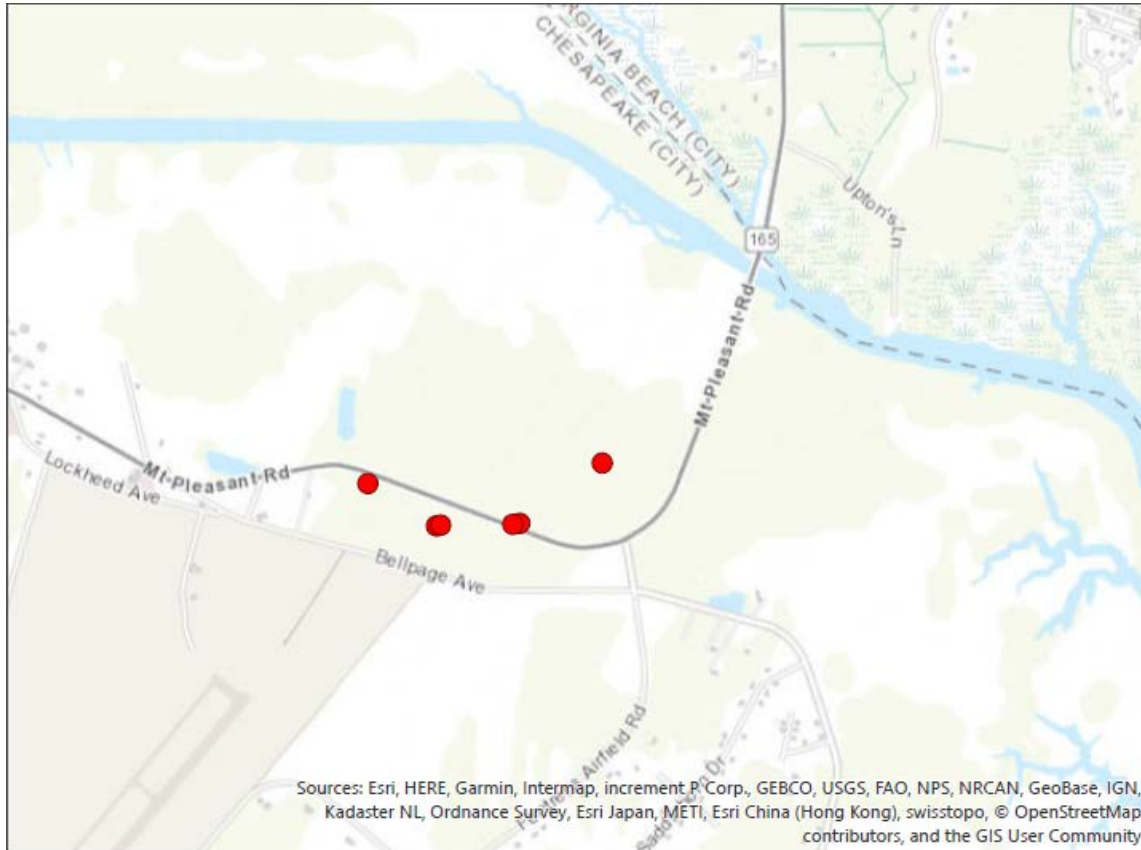 VIRGINIA BEACH (CITY)
CHESAPEAKE (CITY)
Upton's Ln
165
Mt-Pleasant-Rd
Mt-Pleasant-Rd
Lockheed Ave
Bellpage Ave
Fentress Airfield Rd
Dr
Sources: Esri, HERE, Garmin, Intermap, increment P Corp., GEBCO, USGS, FAO, NPS, NRCAN, GeoBase, IGN,
Kadaster NL, Ordnance Survey, Esri Japan, METI, Esri China (Hong Kong), swisstopo, © OpenStreetMap
contributors, and the GIS User Community